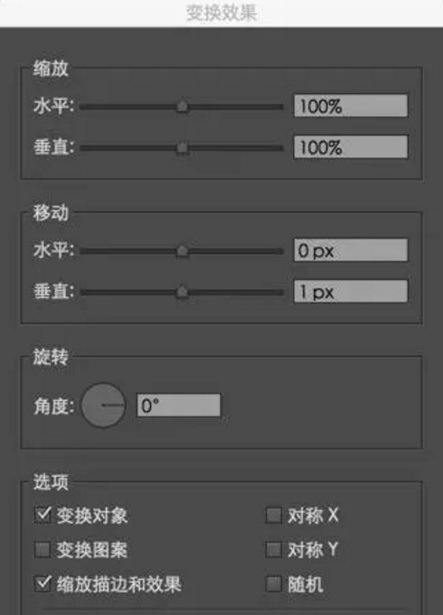 变换效果
缩放
水平: 100%
垂直: 100%
移动
水平: 0 px
垂直: 1 px
旋转
角度: 0°
选项
变换对象 对称 X
变换图案 对称 Y
缩放描边和效果 随机